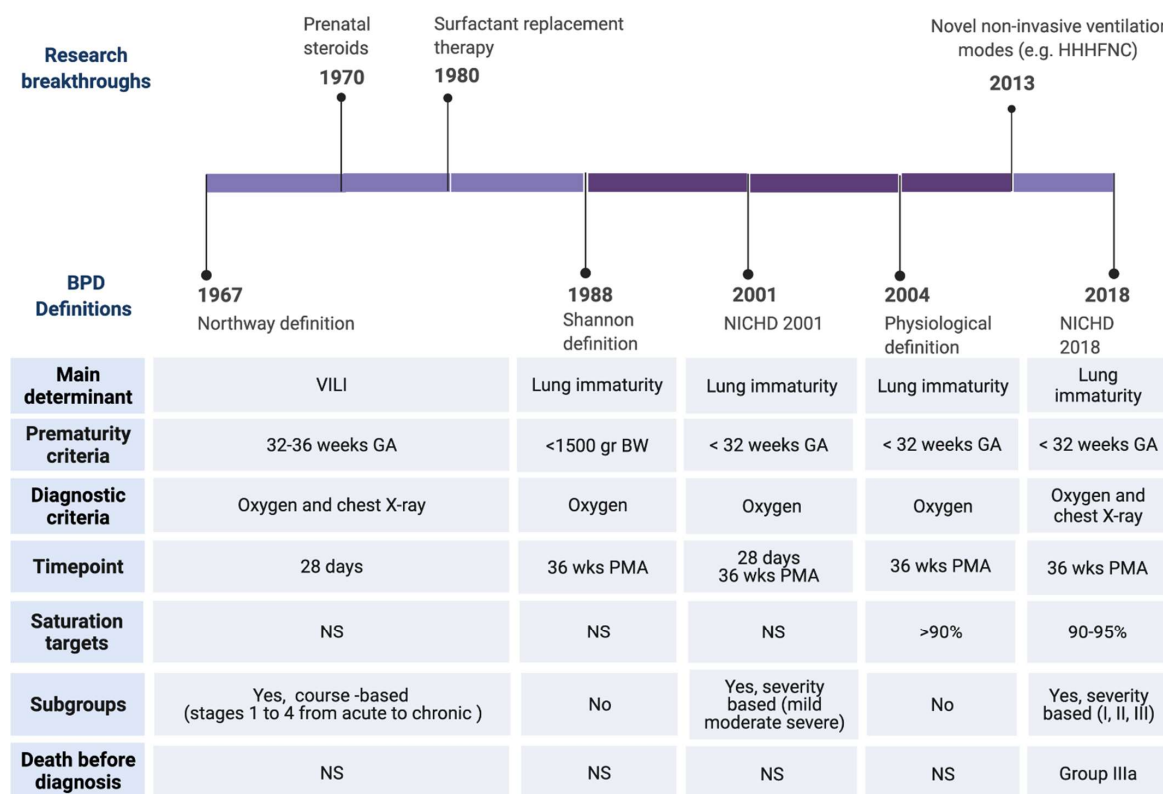 Research
breakthroughs
Prenatal
steroids
1970
Surfactant replacement
therapy
1980
Novel non-invasive ventilation
modes (e.g. HHHFNC)
2013
BPD
Definitions
1967
Northway definition
1988
Shannon
definition
2001
NICHD 2001
2004
Physiological
definition
2018
NICHD
2018
Main
determinant
VILI
Lung immaturity
Lung immaturity
Lung immaturity
Lung
immaturity
Prematurity
criteria
32-36 weeks GA
<1500 gr BW
< 32 weeks GA
< 32 weeks GA
< 32 weeks GA
Diagnostic
criteria
Oxygen and chest X-ray
Oxygen
Oxygen
Oxygen
Oxygen and
chest X-ray
Timepoint
28 days
36 wks PMA
28 days
36 wks PMA
36 wks PMA
36 wks PMA
Saturation
targets
NS
NS
NS
>90%
90-95%
Subgroups
Yes, course -based
(stages 1 to 4 from acute to chronic )
No
Yes, severity
based (mild
moderate severe)
No
Yes, severity
based (I, II, III)
Death before
diagnosis
NS
NS
NS
NS
Group IIIa